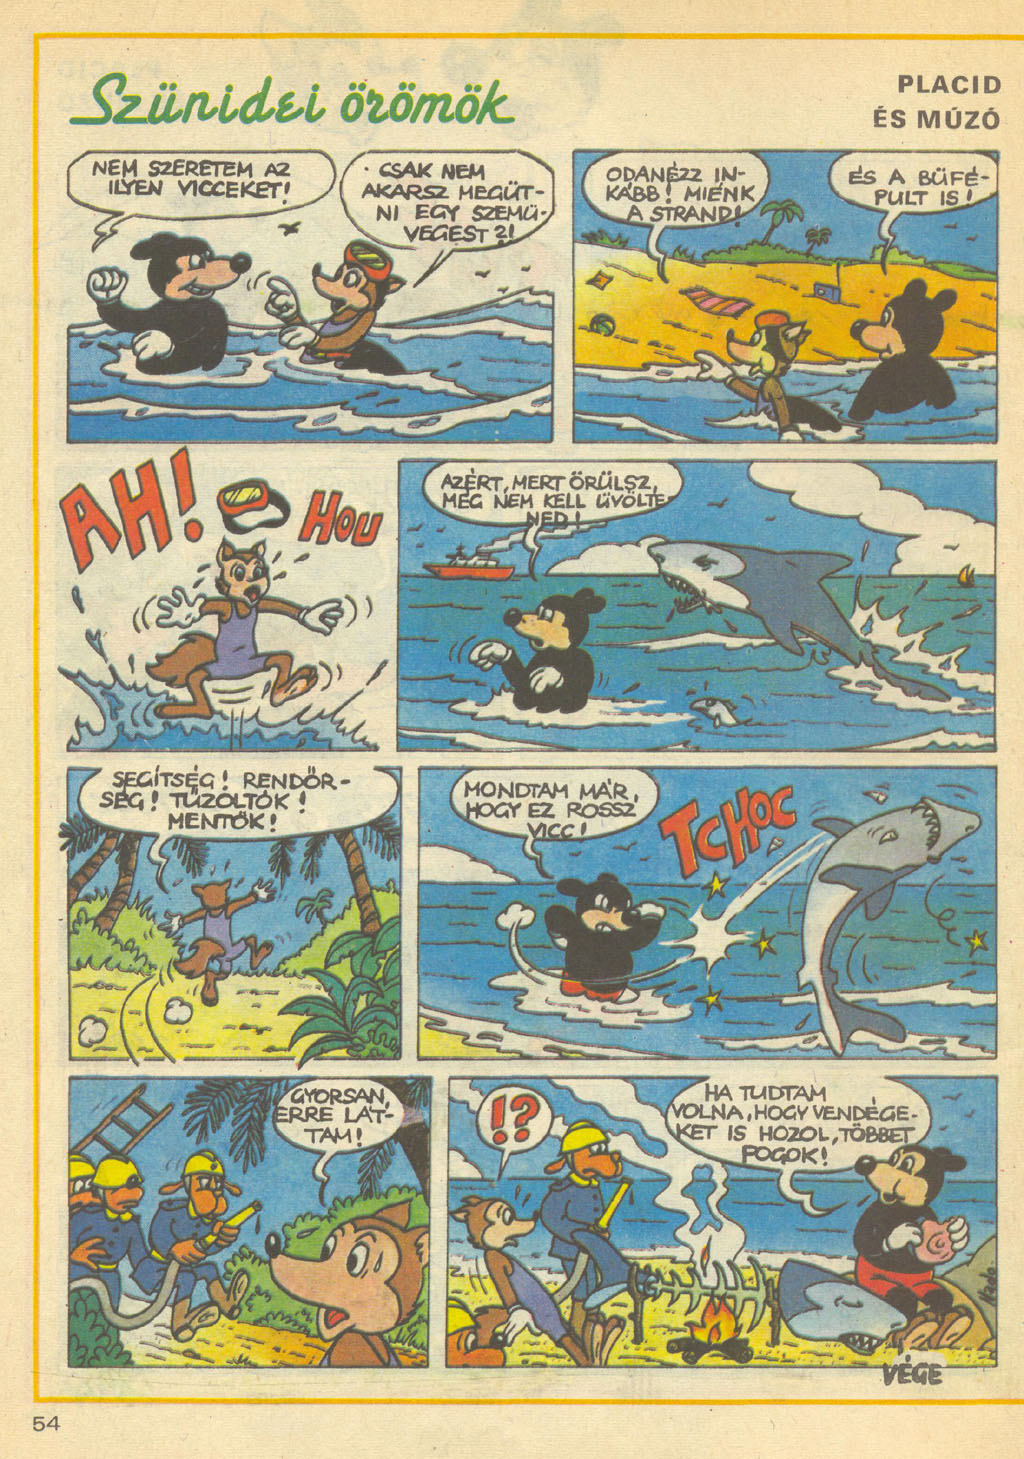 Szünidei örömök
PLACID
ÉS MÚZÓ
NEM SZERETEM AZ
ILYEN VICCEKET!
CSAK NEM
AKARSZ MEGÜT-
NI EGY SZEMÜ-
VEGEST?!
ODANÉZZ IN-
KÁBB! MIÉNK
A STRAND!
ÉS A BÜFÉ-
PULT IS!
AH!
HOU
AZÉRT, MERT ÖRÜLSZ,
MÉG NEM KELL ÜVÖLTE-
NED!
SEGÍTSÉG! RENDŐR-
SÉG! TŰZOLTÓK!
MENTŐK!
MONDTAM MÁR,
HOGY EZ ROSSZ
VICC!
TCHOC
GYORSAN,
ERRE LÁT-
TAM!
!?
HA TUDTAM
VOLNA, HOGY VENDÉGE-
KET IS HOZOL, TÖBBET
FOGOK!
VÉGE
54